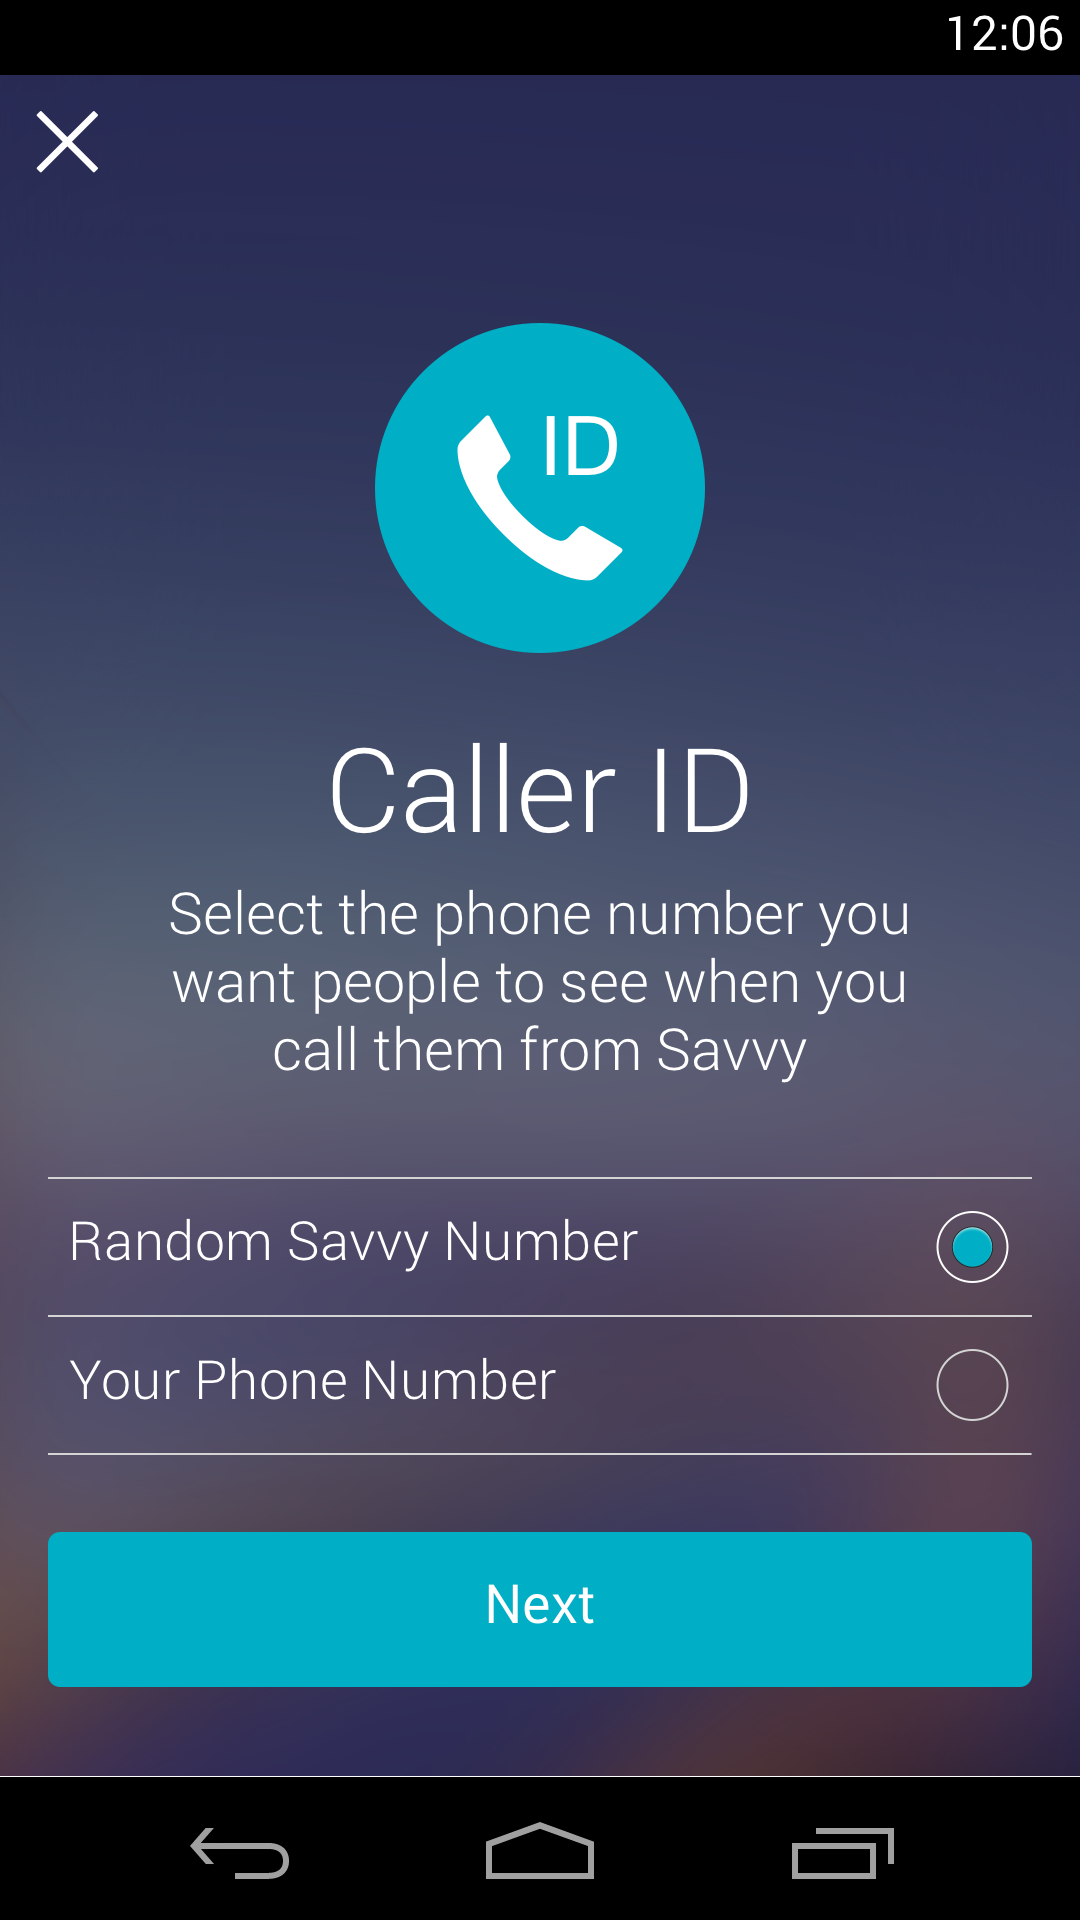 12:06
ID
Caller ID
Select the phone number you
want people to see when you
call them from Savvy
Random Savvy Number
Your Phone Number
Next